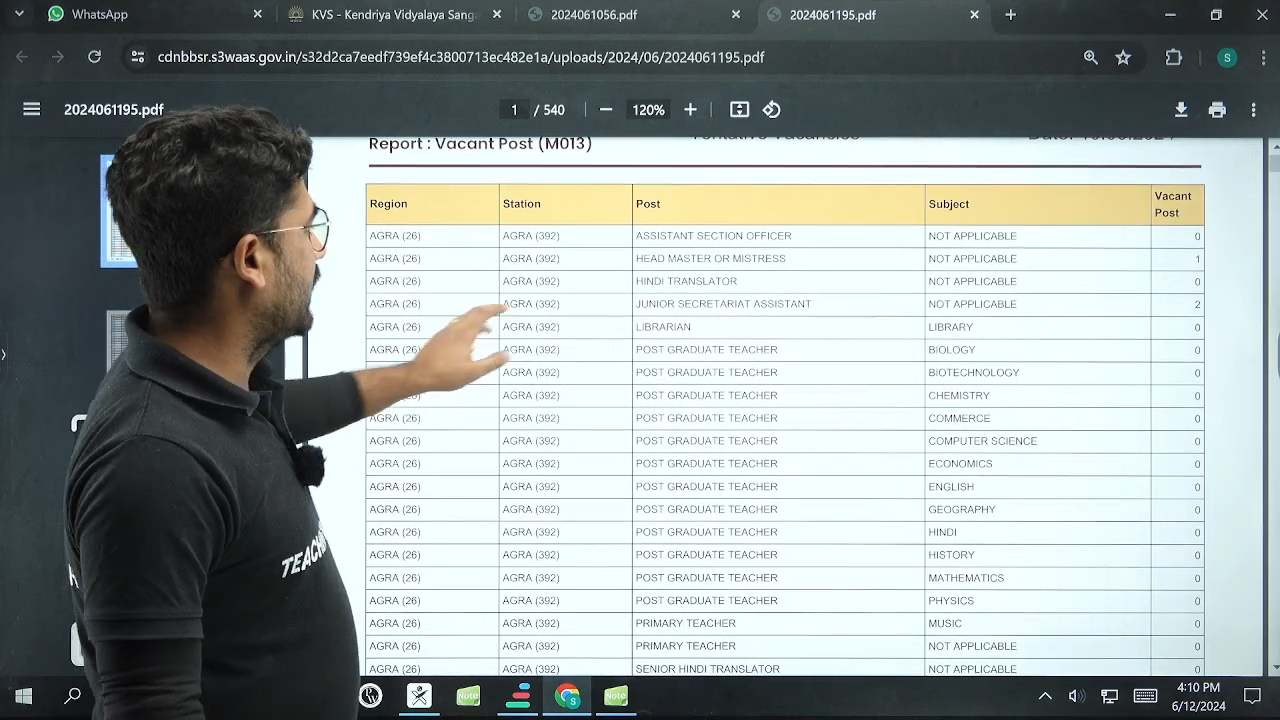 WhatsApp
KVS - Kendriya Vidyalaya Sang
2024061056.pdf
2024061195.pdf
cdnbbsr.s3waas.gov.in/s32d2ca7eedf739ef4c3800713ec482e1a/uploads/2024/06/2024061195.pdf
S
2024061195.pdf
1 / 540
120%
Tentative Vacancies
Report : Vacant Post (M013)
Region Station Post Subject Vacant Post
AGRA (26) AGRA (392) ASSISTANT SECTION OFFICER NOT APPLICABLE 0
AGRA (26) AGRA (392) HEAD MASTER OR MISTRESS NOT APPLICABLE 1
AGRA (26) AGRA (392) HINDI TRANSLATOR NOT APPLICABLE 0
AGRA (26) AGRA (392) JUNIOR SECRETARIAT ASSISTANT NOT APPLICABLE 2
AGRA (26) AGRA (392) LIBRARIAN LIBRARY 0
AGRA (26) AGRA (392) POST GRADUATE TEACHER BIOLOGY 0
AGRA (392) POST GRADUATE TEACHER BIOTECHNOLOGY 0
AGRA (392) POST GRADUATE TEACHER CHEMISTRY 0
AGRA (26) AGRA (392) POST GRADUATE TEACHER COMMERCE 0
AGRA (26) AGRA (392) POST GRADUATE TEACHER COMPUTER SCIENCE 0
AGRA (26) AGRA (392) POST GRADUATE TEACHER ECONOMICS 0
AGRA (26) AGRA (392) POST GRADUATE TEACHER ENGLISH 0
AGRA (26) AGRA (392) POST GRADUATE TEACHER GEOGRAPHY 0
AGRA (26) AGRA (392) POST GRADUATE TEACHER HINDI 0
AGRA (26) AGRA (392) POST GRADUATE TEACHER HISTORY 0
AGRA (26) AGRA (392) POST GRADUATE TEACHER MATHEMATICS 0
AGRA (26) AGRA (392) POST GRADUATE TEACHER PHYSICS 0
AGRA (26) AGRA (392) PRIMARY TEACHER MUSIC 0
AGRA (26) AGRA (392) PRIMARY TEACHER NOT APPLICABLE 0
AGRA (26) AGRA (392) SENIOR HINDI TRANSLATOR NOT APPLICABLE 0
TEACH
Note
S
Note
4:10 PM
6/12/2024